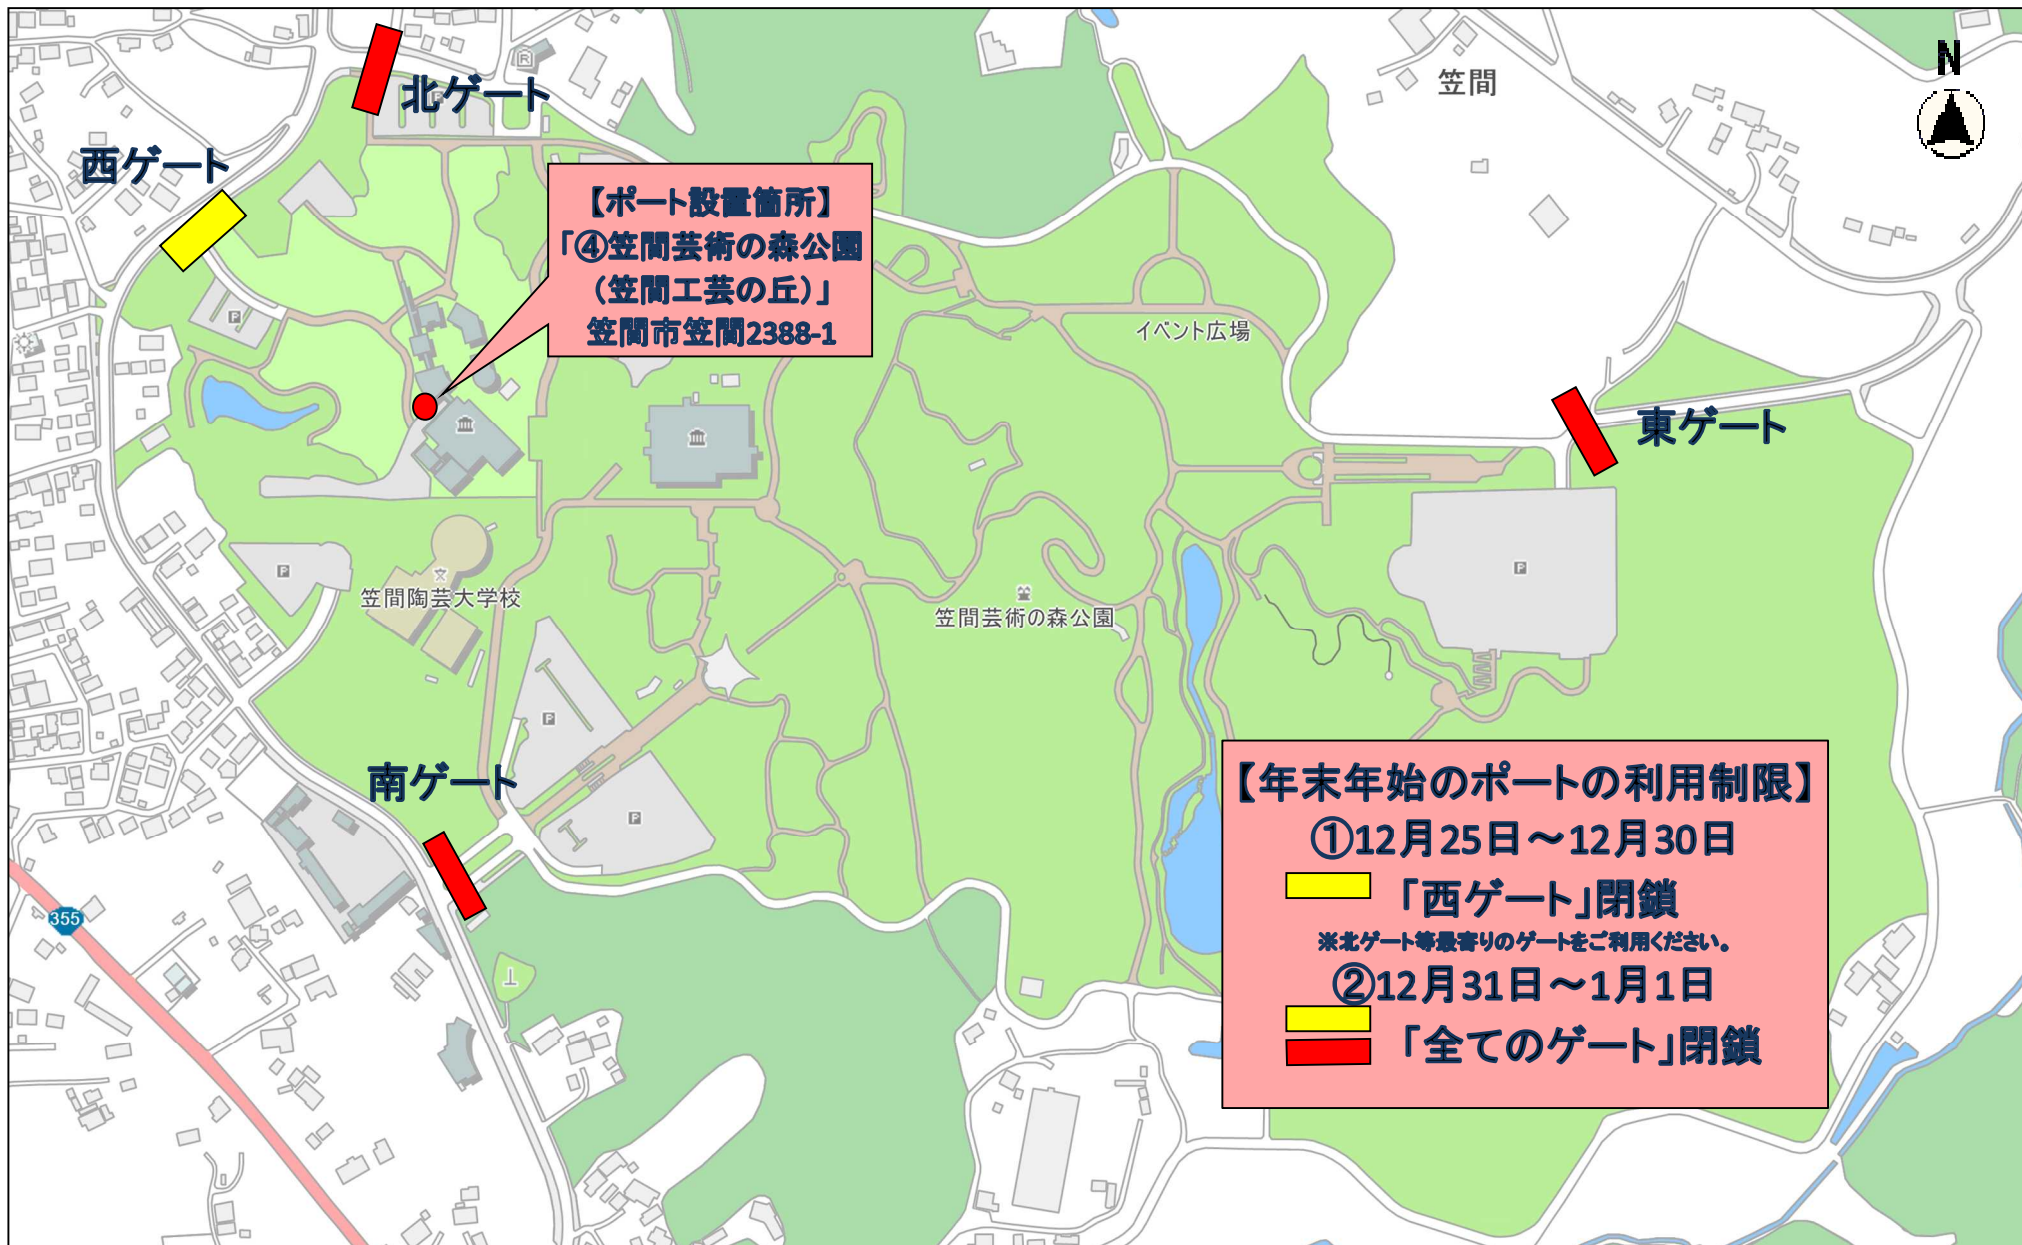 北ゲート
西ゲート
笠間
N
【ポート設置箇所】
「④笠間芸術の森公園
（笠間工芸の丘）」
笠間市笠間2388-1
イベント広場
東ゲート
笠間陶芸大学校
笠間芸術の森公園
南ゲート
355
R
P
P
P
P
P
P
【年末年始のポートの利用制限】
①12月25日～12月30日
「西ゲート」閉鎖
※北ゲート等最寄りのゲートをご利用ください。
②12月31日～1月1日
「全てのゲート」閉鎖